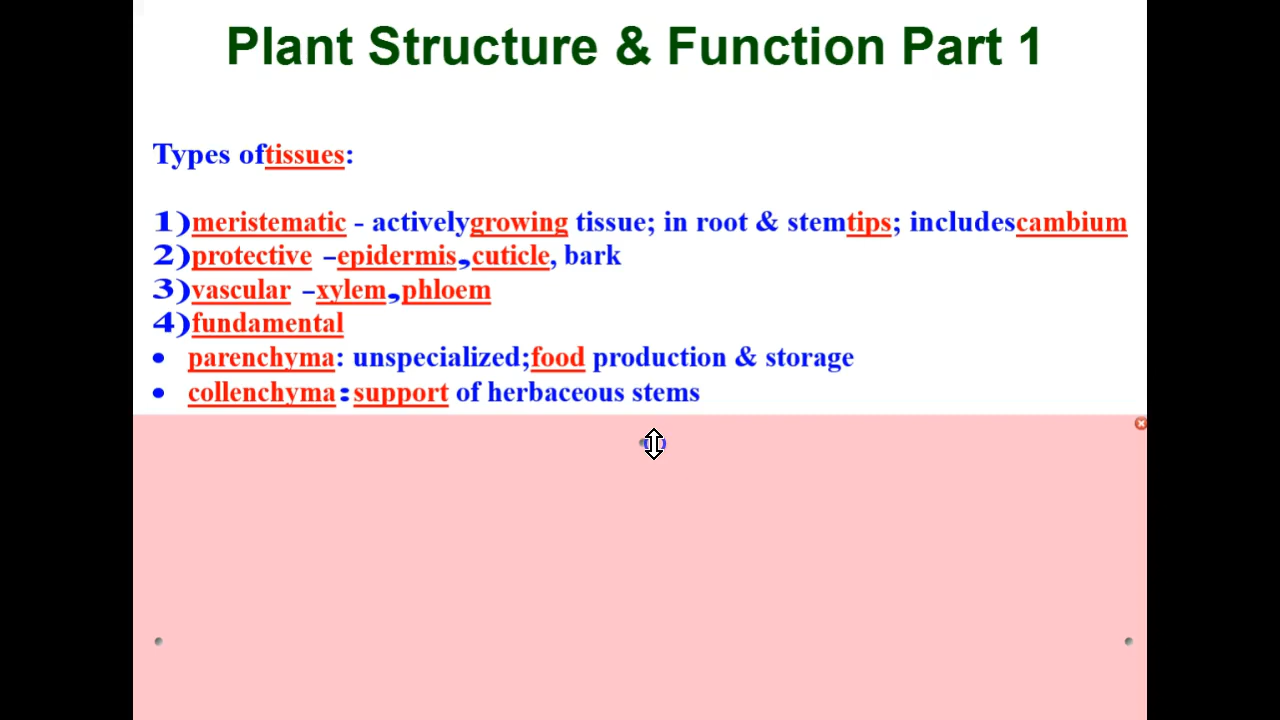 Plant Structure & Function Part 1
Types oftissues:
1)meristematic - activelygrowing tissue; in root & stemtips; includescambium
2)protective –epidermis,cuticle, bark
3)vascular –xylem,phloem
4)fundamental
• parenchyma: unspecialized;food production & storage
• collenchyma:support of herbaceous stems